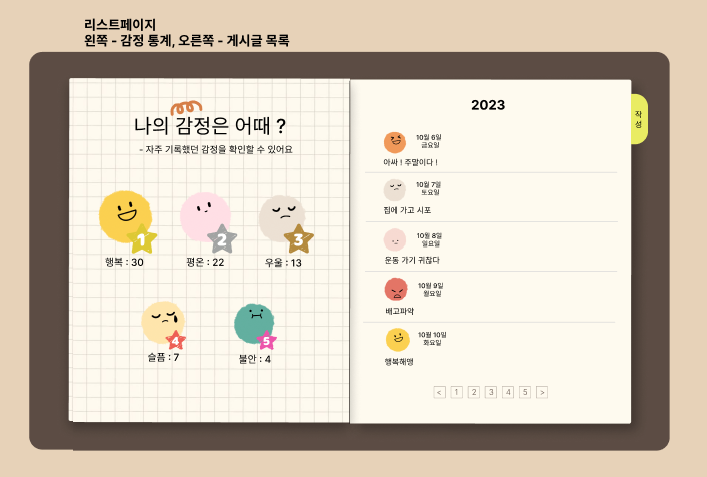 리스트페이지
왼쪽 - 감정 통계, 오른쪽 - 게시글 목록
나의 감정은 어때 ?
- 자주 기록했던 감정을 확인할 수 있어요
1
2
3
행복 : 30
평온 : 22
우울 : 13
4
5
슬픔 : 7
불안 : 4
2023
10월 6일
금요일
아싸 ! 주말이다 !
10월 7일
토요일
집에 가고 시포
10월 8일
일요일
운동 가기 귀찮다
10월 9일
월요일
배고파악
10월 10일
화요일
행복해행
< 1 2 3 4 5 >
작
성